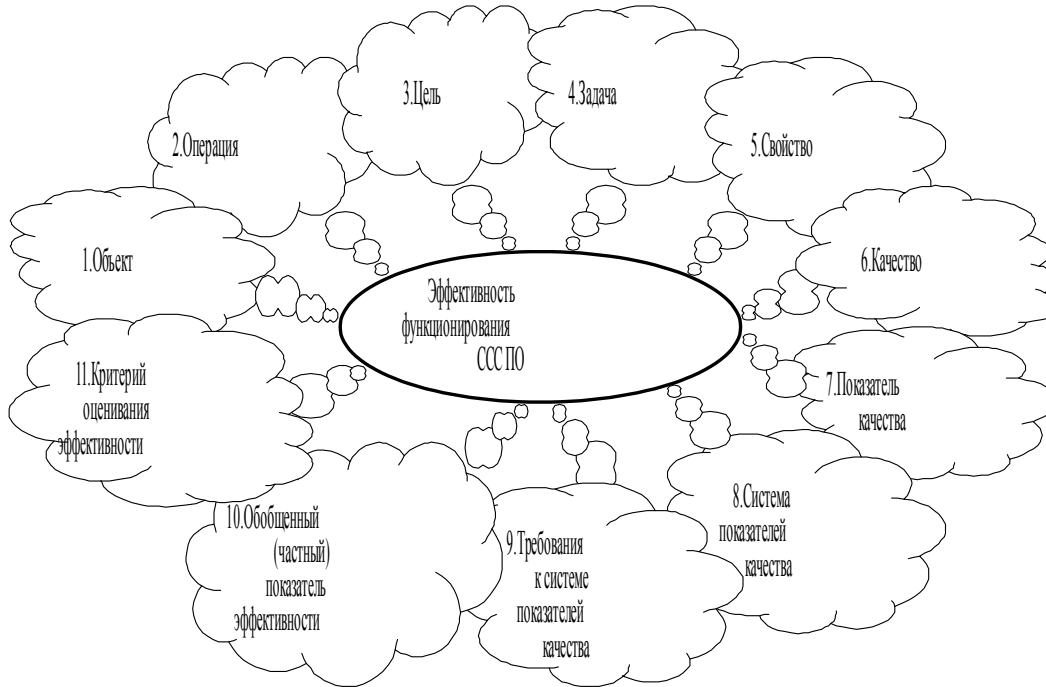 3.Цель
4.Задача
2.Операция
5.Свойство
1.Объект
6.Качество
Эффективность
функционирования
ССС ПО
11.Критерий
оценивания
эффективности
7.Показатель
качества
10.Обобщенный
(частный)
показатель
эффективности
9.Требования
к системе
показателей
качества
8.Система
показателей
качества